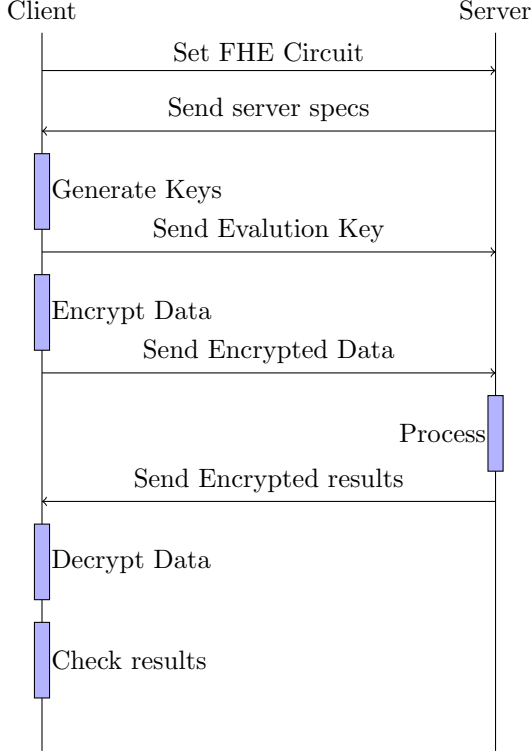 Client
Server
Set FHE Circuit
Send server specs
Generate Keys
Send Evalution Key
Encrypt Data
Send Encrypted Data
Process
Send Encrypted results
Decrypt Data
Check results